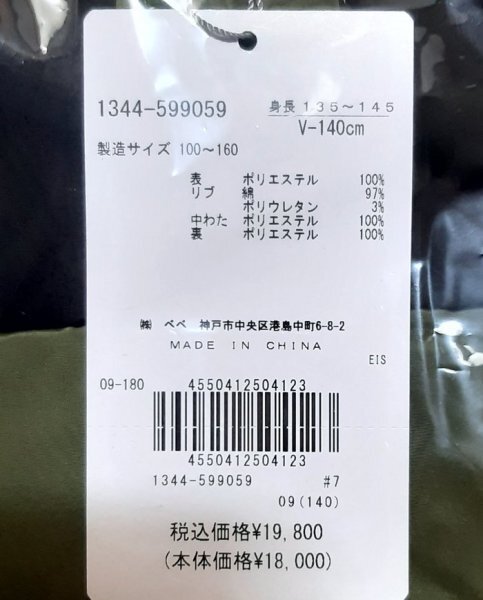 1344-599059
身長 135～145
V-140cm
製造サイズ 100～160
表 ポリエステル 100%
リブ 綿 97%
ポリウレタン 3%
中わた ポリエステル 100%
裏 ポリエステル 100%
㈱ べべ 神戸市中央区港島中町6-8-2
MADE IN CHINA
EIS
09-180 4550412504123
4550412504123
1344-599059 #7
09(140)
税込価格¥19,800
(本体価格¥18,000)